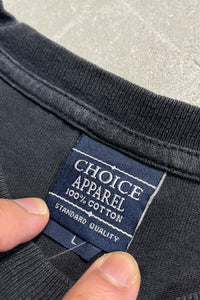 CHOICE
APPAREL
100% COTTON
STANDARD QUALITY
L